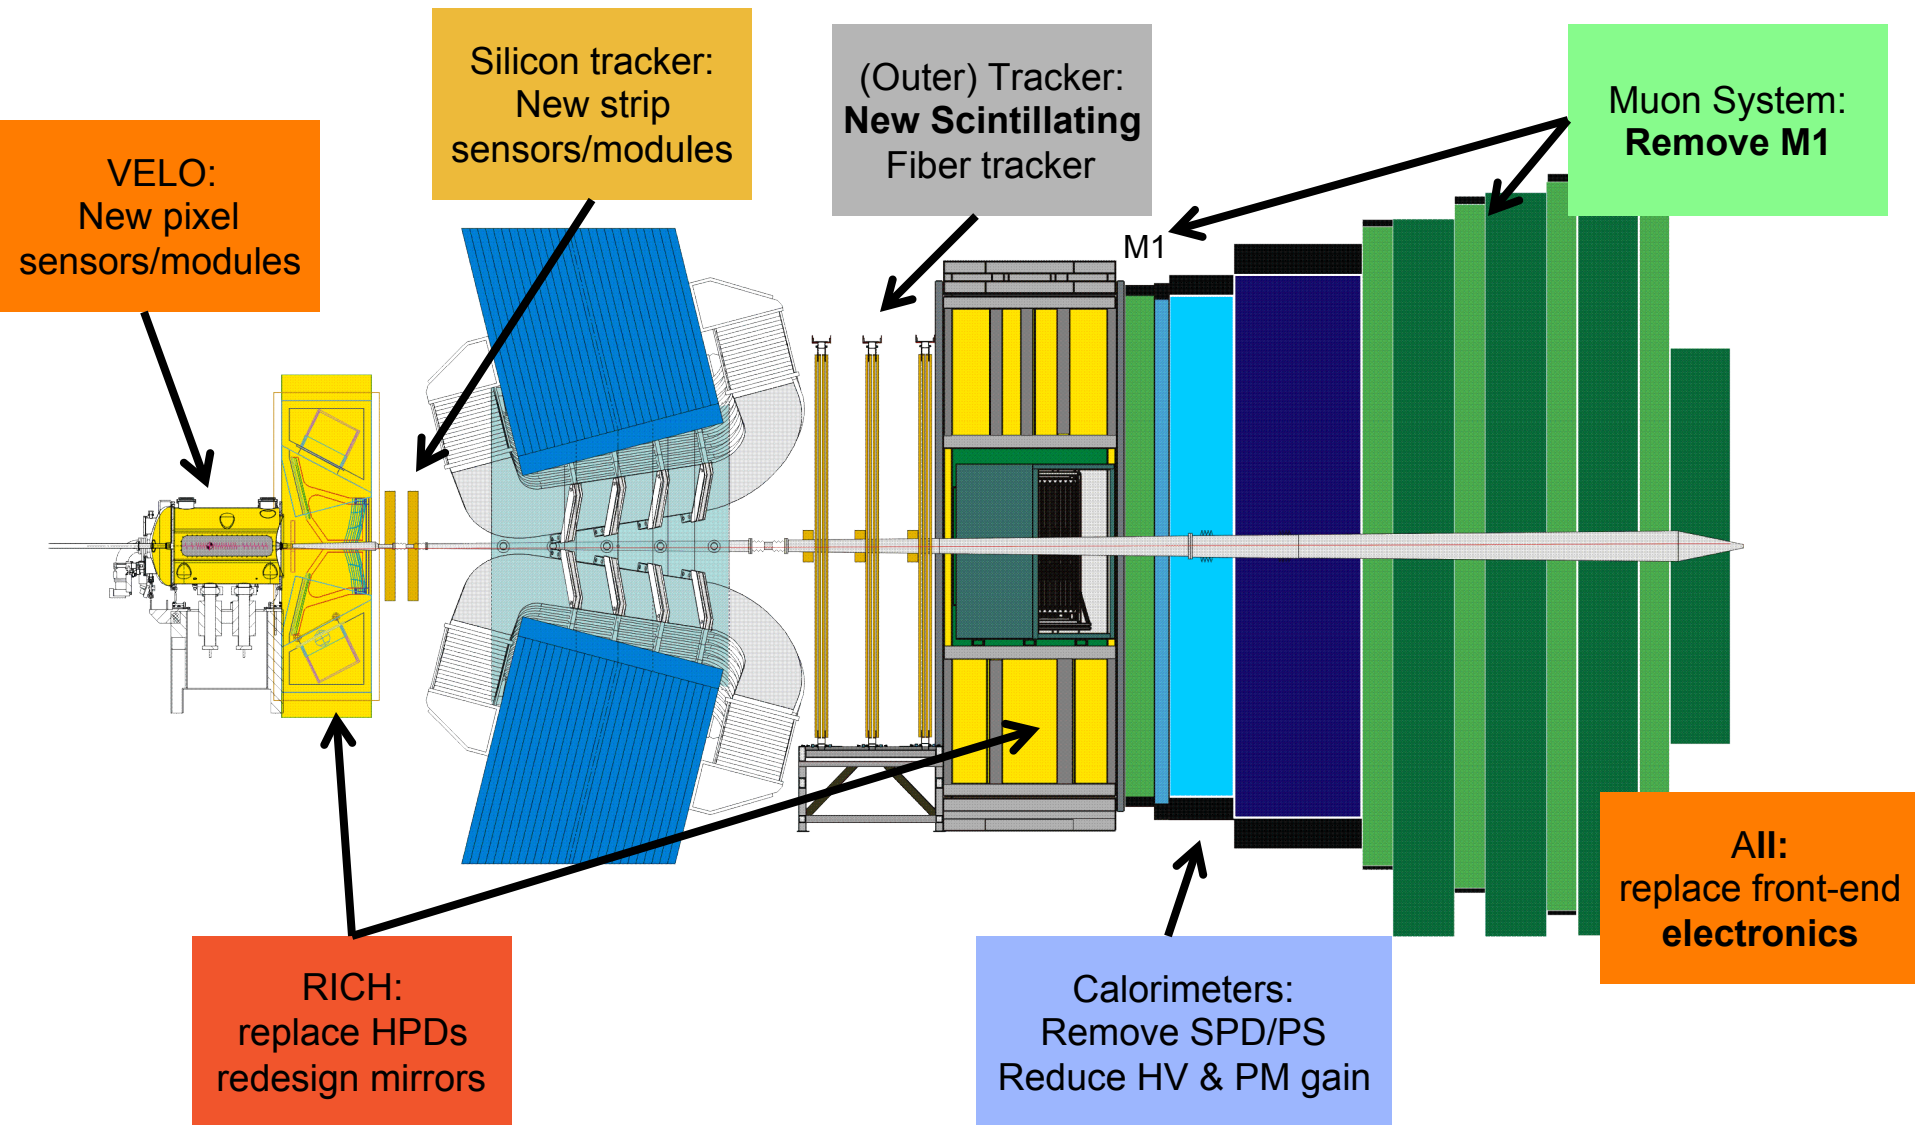 Silicon tracker:
New strip
sensors/modules
(Outer) Tracker:
New Scintillating
Fiber tracker
Muon System:
Remove M1
VELO:
New pixel
sensors/modules
M1
All:
replace front-end
electronics
RICH:
replace HPDs
redesign mirrors
Calorimeters:
Remove SPD/PS
Reduce HV & PM gain